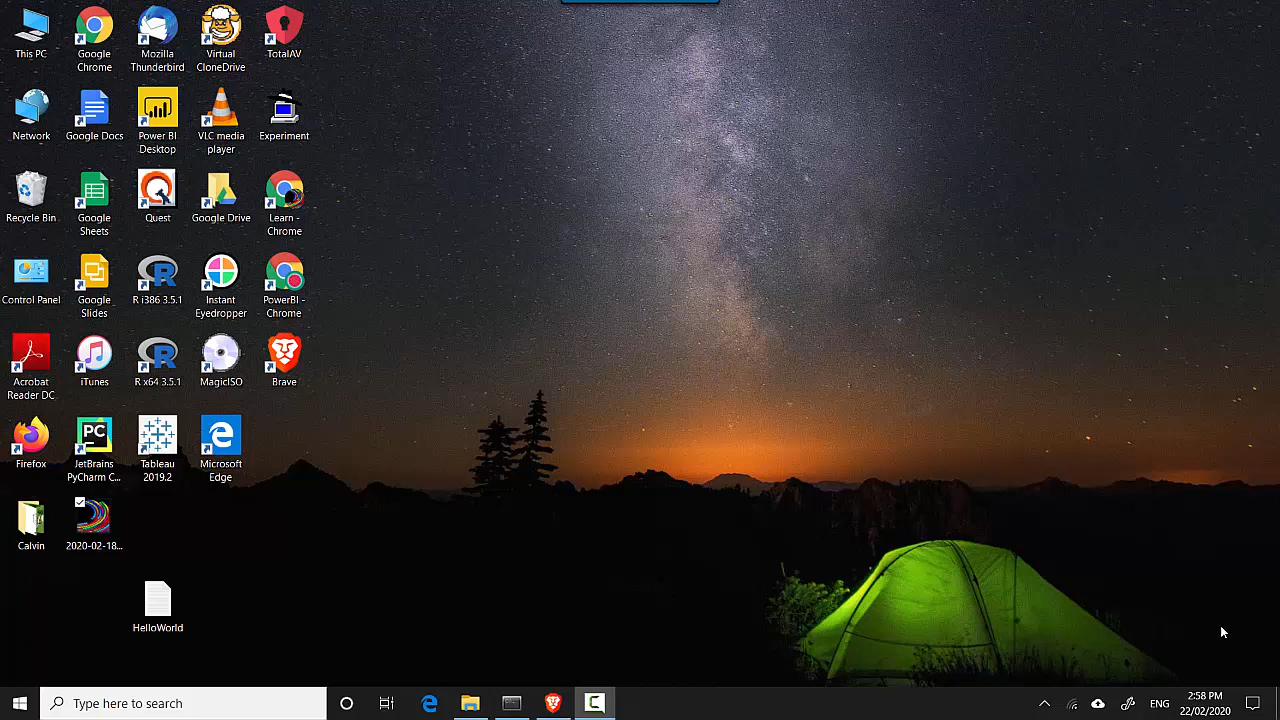 This PC
Google
Chrome
Mozilla
Thunderbird
Virtual
CloneDrive
TotalAV
Network
Google Docs
Power BI
Desktop
VLC media
player
Experiment
Recycle Bin
Google
Sheets
Quest
Google Drive
Learn -
Chrome
Control Panel
Google
Slides
R i386 3.5.1
Instant
Eyedropper
PowerBI -
Chrome
Acrobat
Reader DC
iTunes
R x64 3.5.1
MagicISO
Brave
Firefox
PC
JetBrains
PyCharm C...
Tableau
2019.2
Microsoft
Edge
Calvin
2020-02-18...
HelloWorld
Type here to search
ENG
2:58 PM
22/02/2020